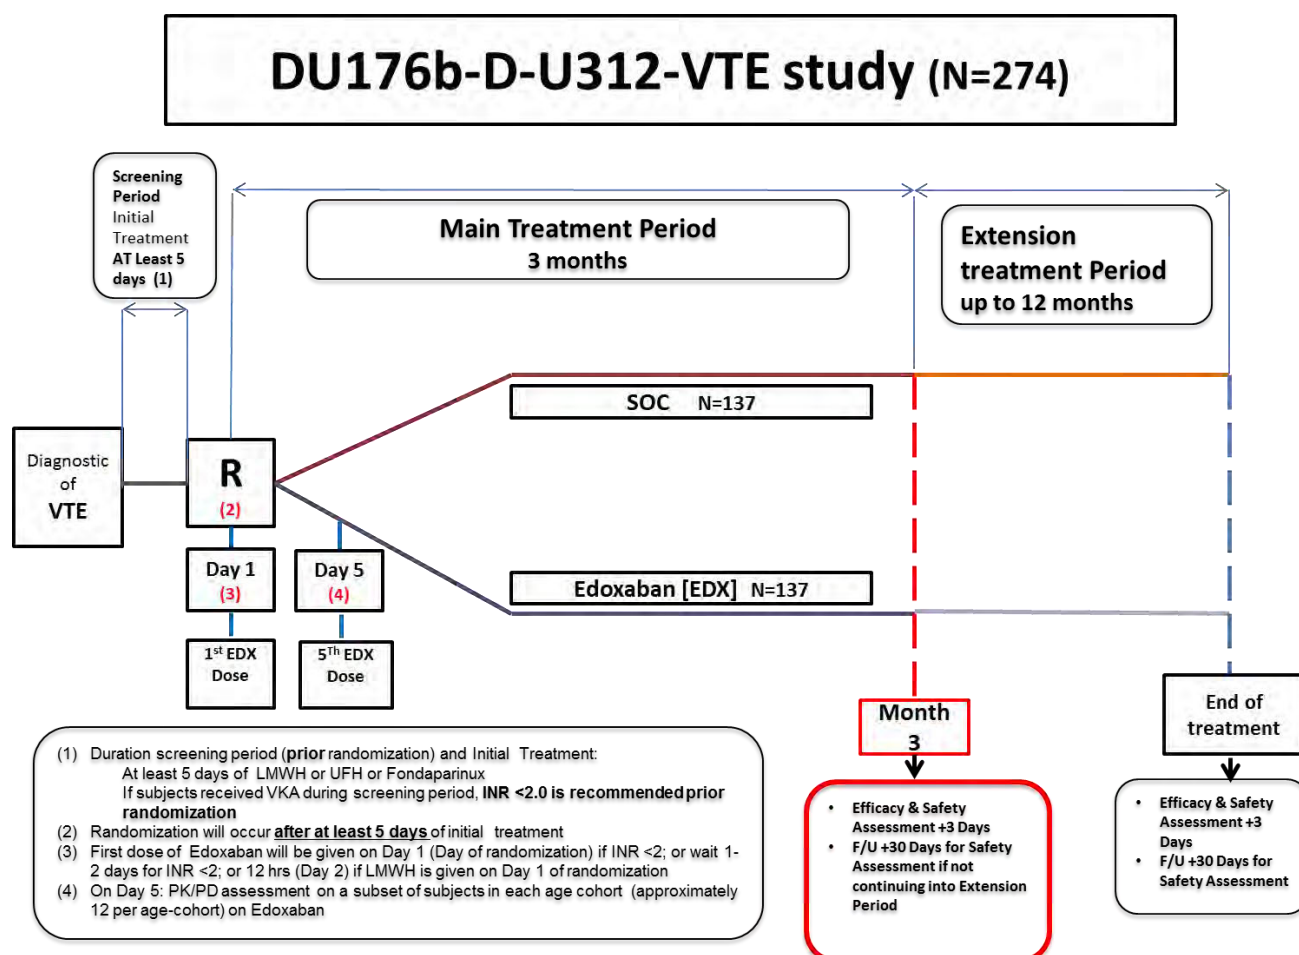 DU176b-D-U312-VTE study (N=274)
Screening
Period
Initial
Treatment
AT Least 5
days (1)
Main Treatment Period
3 months
Extension
treatment Period
up to 12 months
SOC N=137
Diagnostic
of
VTE
R
(2)
Day 1
(3)
Day 5
(4)
Edoxaban [EDX] N=137
1st EDX
Dose
5Th EDX
Dose
Month
3
End of
treatment
(1) Duration screening period (prior randomization) and Initial Treatment:
At least 5 days of LMWH or UFH or Fondaparinux
If subjects received VKA during screening period, INR <2.0 is recommended prior
randomization
(2) Randomization will occur after at least 5 days of initial treatment
(3) First dose of Edoxaban will be given on Day 1 (Day of randomization) if INR <2; or wait 1-
2 days for INR <2; or 12 hrs (Day 2) if LMWH is given on Day 1 of randomization
(4) On Day 5: PK/PD assessment on a subset of subjects in each age cohort (approximately
12 per age-cohort) on Edoxaban
• Efficacy & Safety
Assessment +3 Days
• F/U +30 Days for Safety
Assessment if not
continuing into Extension
Period
• Efficacy & Safety
Assessment +3
Days
• F/U +30 Days for
Safety Assessment